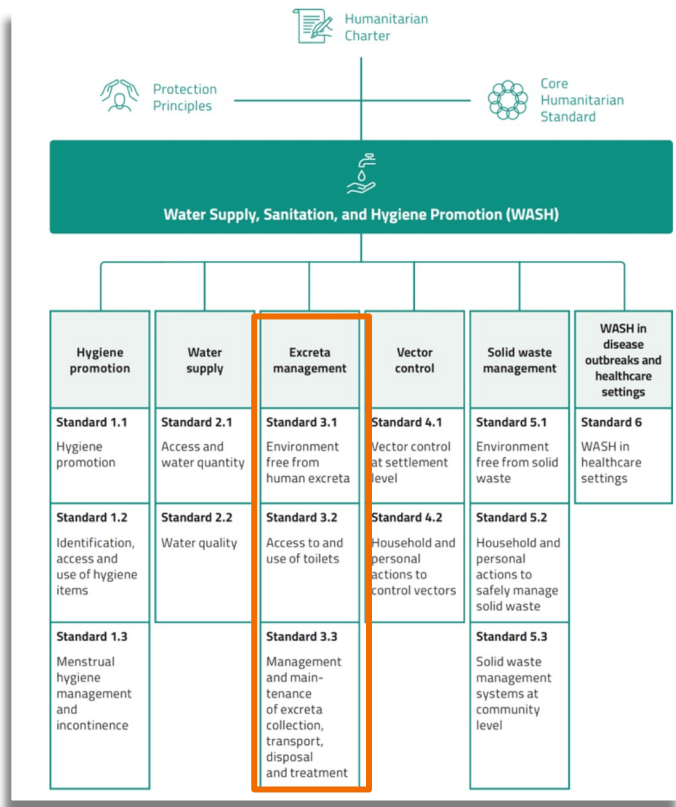 Humanitarian
Charter
Protection
Principles
Core
Humanitarian
Standard
Water Supply, Sanitation, and Hygiene Promotion (WASH)
Hygiene
promotion
Standard 1.1
Hygiene
promotion
Standard 1.2
Identification,
access and
use of hygiene
items
Standard 1.3
Menstrual
hygiene
management
and
incontinence
Water
supply
Standard 2.1
Access and
water quantity
Standard 2.2
Water quality
Excreta
management
Standard 3.1
Environment
free from
human excreta
Standard 3.2
Access to and
use of toilets
Standard 3.3
Management
and main-
tenance
of excreta
collection,
transport,
disposal
and treatment
Vector
control
Standard 4.1
Vector control
at settlement
level
Standard 4.2
Household and
personal
actions to
control vectors
Solid waste
management
Standard 5.1
Environment
free from solid
waste
Standard 5.2
Household and
personal
actions to
safely manage
solid waste
Standard 5.3
Solid waste
management
systems at
community
level
WASH in
disease
outbreaks and
healthcare
settings
Standard 6
WASH in
healthcare
settings